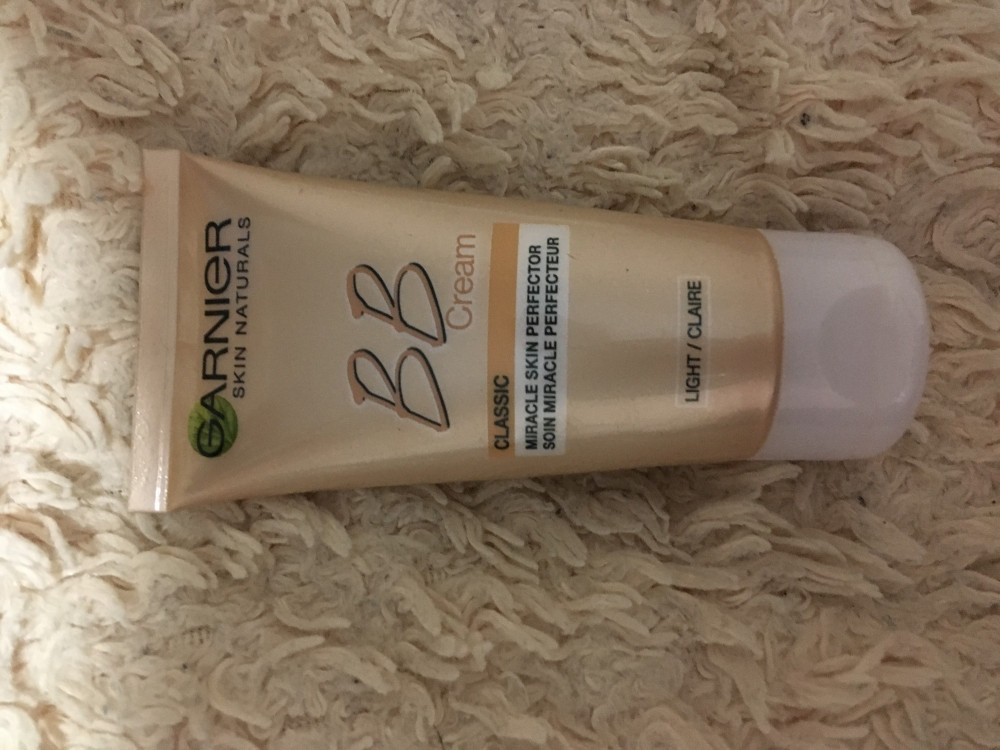 GARNIER
SKIN NATURALS
BB
Cream
CLASSIC
MIRACLE SKIN PERFECTOR
SOIN MIRACLE PERFECTEUR
LIGHT / CLAIRE